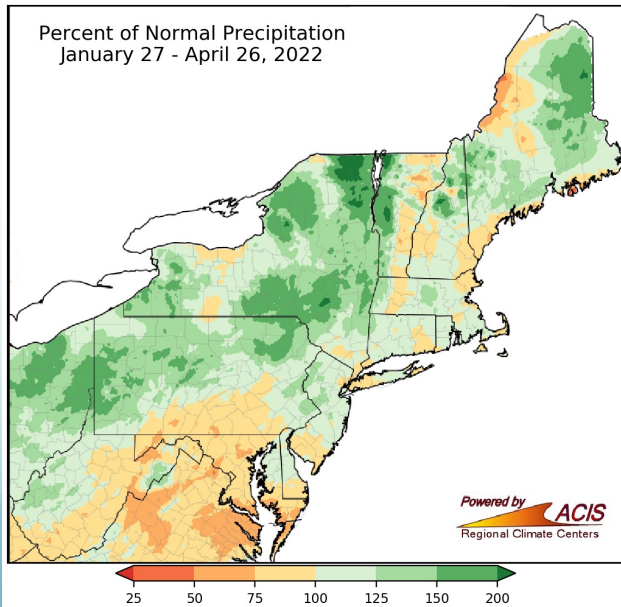 Percent of Normal Precipitation
January 27 - April 26, 2022
Powered by
ACIS
Regional Climate Centers
25 50 75 100 125 150 200